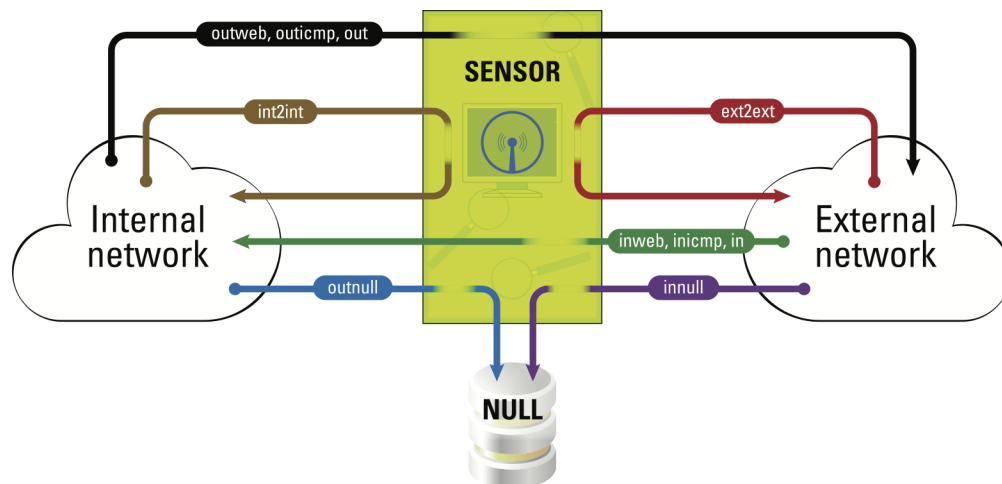 outweb, outicmp, out
SENSOR
int2int
ext2ext
Internal
network
External
network
inweb, inicmp, in
outnull
innull
NULL